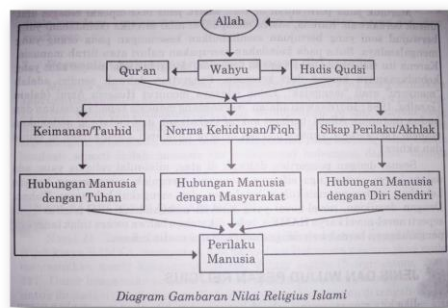 Allah
Qur'an
Wahyu
Hadis Qudsi
Keimanan/Tauhid
Norma Kehidupan/Fiqh
Sikap Perilaku/Akhlak
Hubungan Manusia
dengan Tuhan
Hubungan Manusia
dengan Masyarakat
Hubungan Manusia
dengan Diri Sendiri
Perilaku
Manusia
Diagram Gambaran Nilai Religius Islami